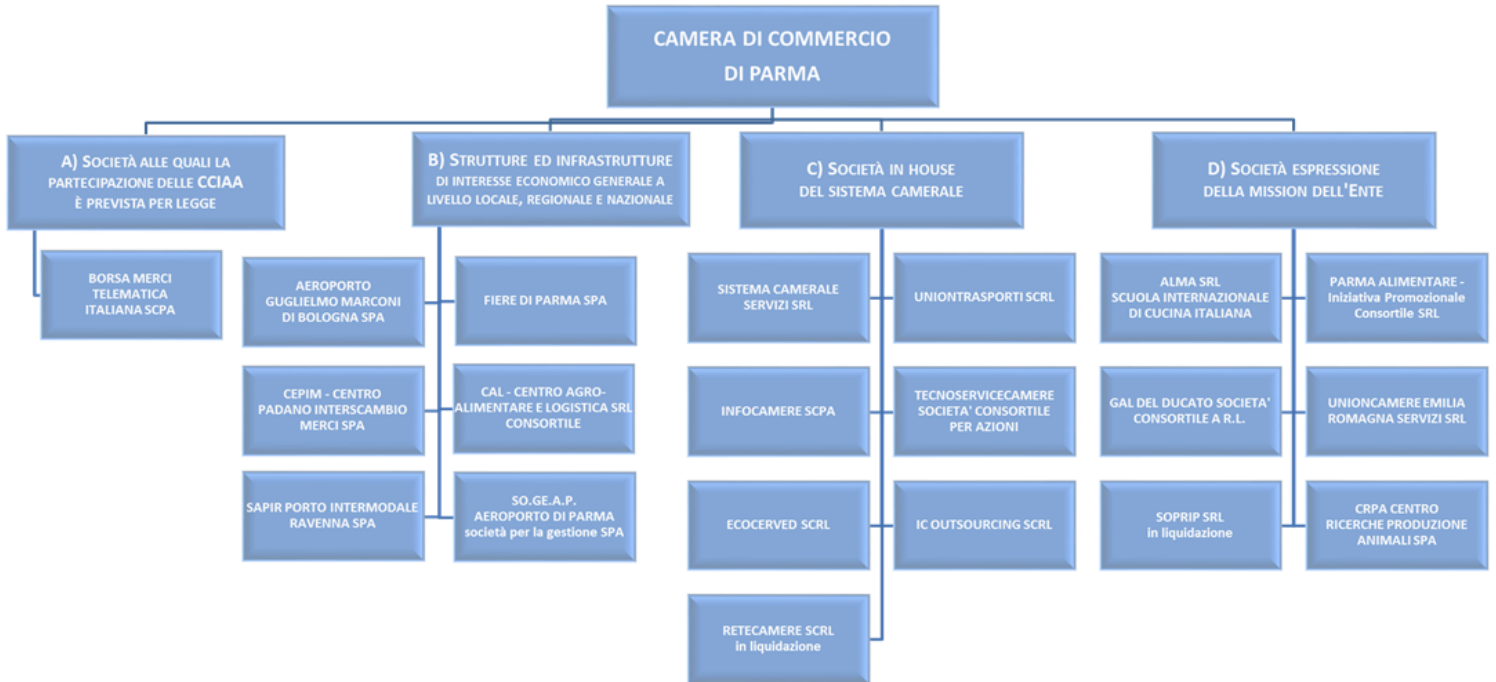 CAMERA DI COMMERCIO
DI PARMA
A) SOCIETÀ ALLE QUALI LA
PARTECIPAZIONE DELLE CCIAA
È PREVISTA PER LEGGE
B) STRUTTURE ED INFRASTRUTTURE
DI INTERESSE ECONOMICO GENERALE A
LIVELLO LOCALE, REGIONALE E NAZIONALE
C) SOCIETÀ IN HOUSE
DEL SISTEMA CAMERALE
D) SOCIETÀ ESPRESSIONE
DELLA MISSION DELL'ENTE
BORSA MERCI
TELEMATICA
ITALIANA SCPA
AEROPORTO
GUGLIELMO MARCONI
DI BOLOGNA SPA
FIERE DI PARMA SPA
CEPIM - CENTRO
PADANO INTERSCAMBIO
MERCI SPA
CAL - CENTRO AGRO-
ALIMENTARE E LOGISTICA SRL
CONSORTILE
SAPIR PORTO INTERMODALE
RAVENNA SPA
SO.GE.A.P.
AEROPORTO DI PARMA
società per la gestione SPA
SISTEMA CAMERALE
SERVIZI SRL
UNIONTRASPORTI SCRL
INFOCAMERE SCPA
TECNOSERVICECAMERE
SOCIETA' CONSORTILE
PER AZIONI
ECOCERVED SCRL
IC OUTSOURCING SCRL
RETECAMERE SCRL
in liquidazione
ALMA SRL
SCUOLA INTERNAZIONALE
DI CUCINA ITALIANA
PARMA ALIMENTARE -
Iniziativa Promozionale
Consortile SRL
GAL DEL DUCATO SOCIETA'
CONSORTILE A R.L.
UNIONCAMERE EMILIA
ROMAGNA SERVIZI SRL
SOPRIP SRL
in liquidazione
CRPA CENTRO
RICERCHE PRODUZIONE
ANIMALI SPA